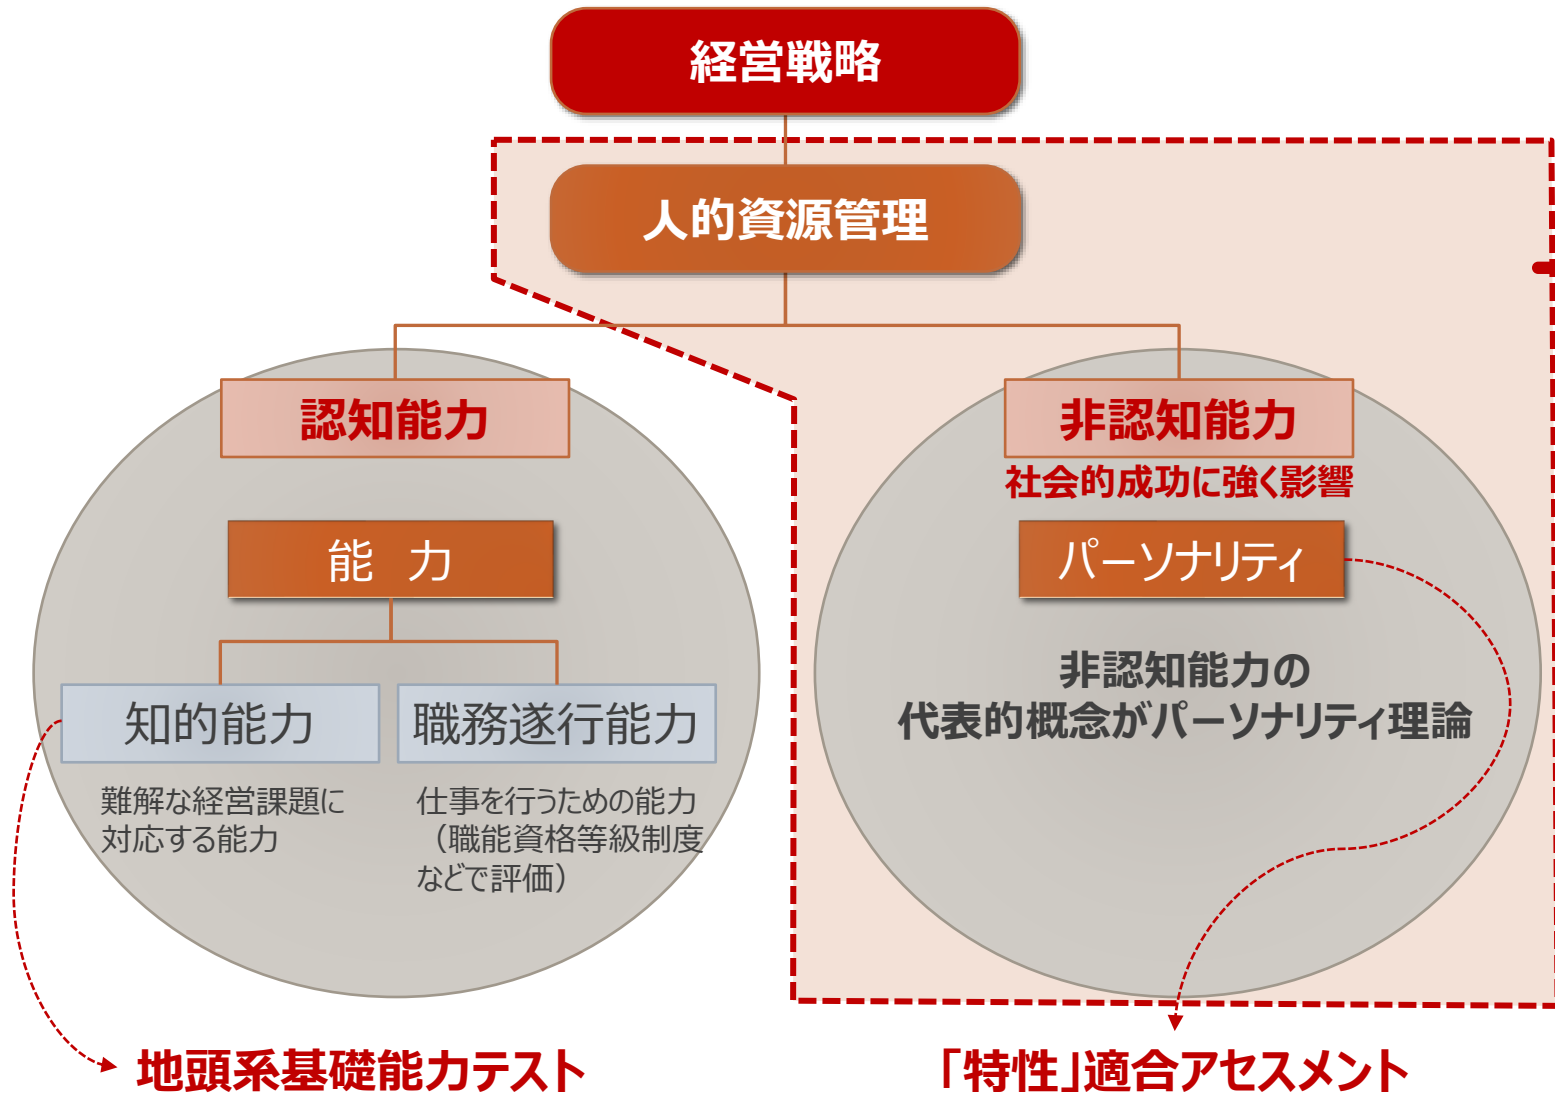 経営戦略
人的資源管理
認知能力
能 力
知的能力
難解な経営課題に
対応する能力
職務遂行能力
仕事を行うための能力
（職能資格等級制度
などで評価）
地頭系基礎能力テスト
非認知能力
社会的成功に強く影響
パーソナリティ
非認知能力の
代表的概念がパーソナリティ理論
「特性」適合アセスメント